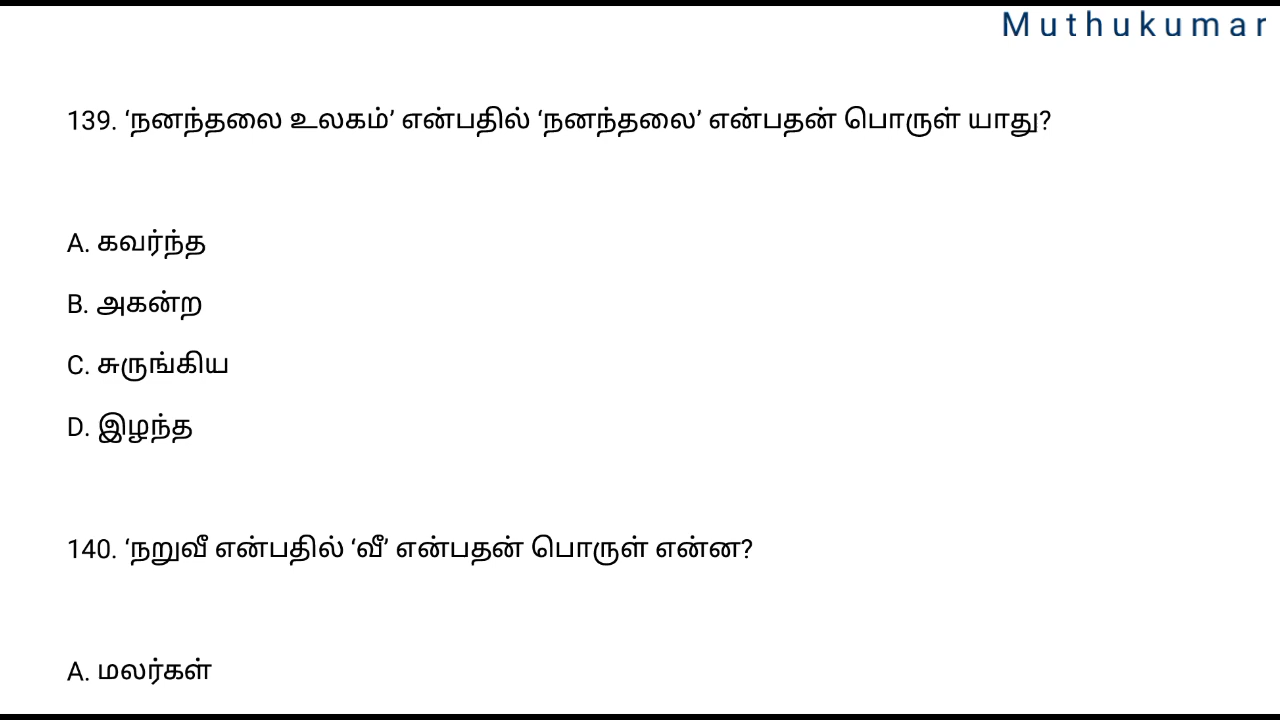 Muthukumar
139. ‘நனந்தலை உலகம்’ என்பதில் ‘நனந்தலை’ என்பதன் பொருள் யாது?
A. கவர்ந்த
B. அகன்ற
C. சுருங்கிய
D. இழந்த
140. ‘நறுவீ என்பதில் ‘வீ’ என்பதன் பொருள் என்ன?
A. மலர்கள்